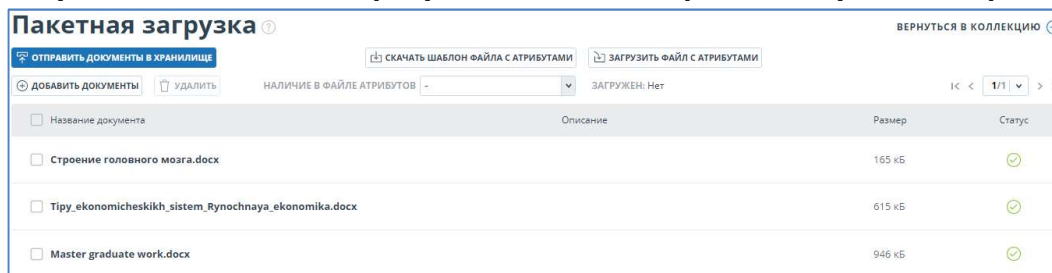 Пакетная загрузка ? ВЕРНУТЬСЯ В КОЛЛЕКЦИЮ
ОТПРАВИТЬ ДОКУМЕНТЫ В ХРАНИЛИЩЕ СКАЧАТЬ ШАБЛОН ФАЙЛА С АТРИБУТАМИ ЗАГРУЗИТЬ ФАЙЛ С АТРИБУТАМИ
ДОБАВИТЬ ДОКУМЕНТЫ УДАЛИТЬ НАЛИЧИЕ В ФАЙЛЕ АТРИБУТОВ - ЗАГРУЖЕН: Нет 1/1
Название документа Описание Размер Статус
Строение головного мозга.docx 165 кБ
Tipy_ekonomicheskikh_sistem_Rynochnaya_ekonomika.docx 615 кБ
Master graduate work.docx 946 кБ